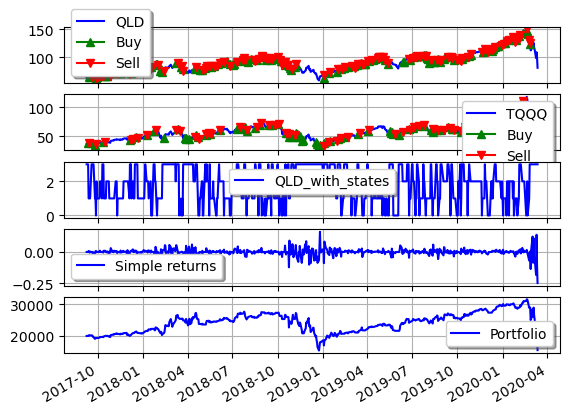 QLD
Buy
Sell
150
100
TQQQ
Buy
Sell
100
50
QLD_with_states
2
0
Simple returns
0.00
−0.25
Portfolio
30000
20000
2017-10 2018-01 2018-04 2018-07 2018-10 2019-01 2019-04 2019-07 2019-10 2020-01 2020-04